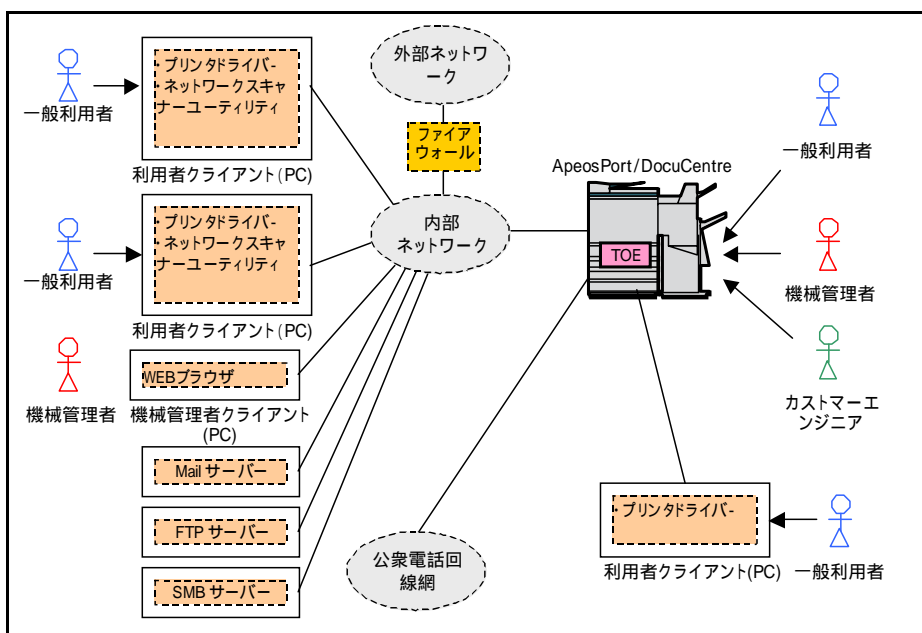 ・プリンタドライバ-
・ネットワークスキャ
ナーユーティリティ
一般利用者
利用者クライアント(PC)
・プリンタドライバ-
・ネットワークスキャ
ナーユーティリティ
一般利用者
利用者クライアント(PC)
機械管理者
WEBブラウザ
機械管理者クライアント
(PC)
Mail サーバー
FTP サーバー
SMB サーバー
外部ネットワ
ーク
ファイア
ウォール
内部
ネットワーク
公衆電話回
線網
ApeosPort/DocuCentre
TOE
一般利用者
機械管理者
カストマーエ
ンジニア
・プリンタドライバ-
利用者クライアント(PC)
一般利用者